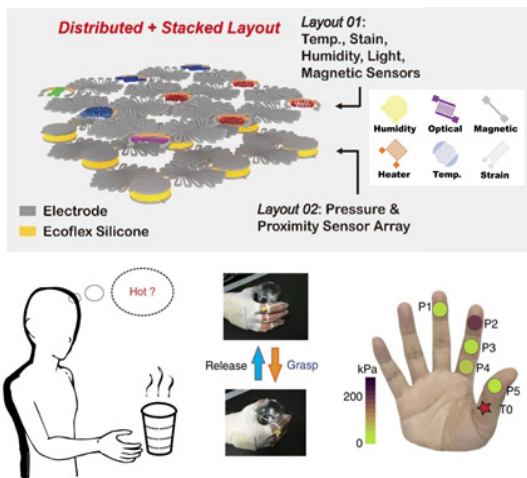 Distributed + Stacked Layout
Layout 01:
Temp., Stain,
Humidity, Light,
Magnetic Sensors
Humidity Optical Magnetic
Heater Temp. Strain
Electrode
Ecoflex Silicone
Layout 02: Pressure &
Proximity Sensor Array
Hot ?
Release Grasp
kPa
200
0
P1
P2
P3
P4
P5
T0